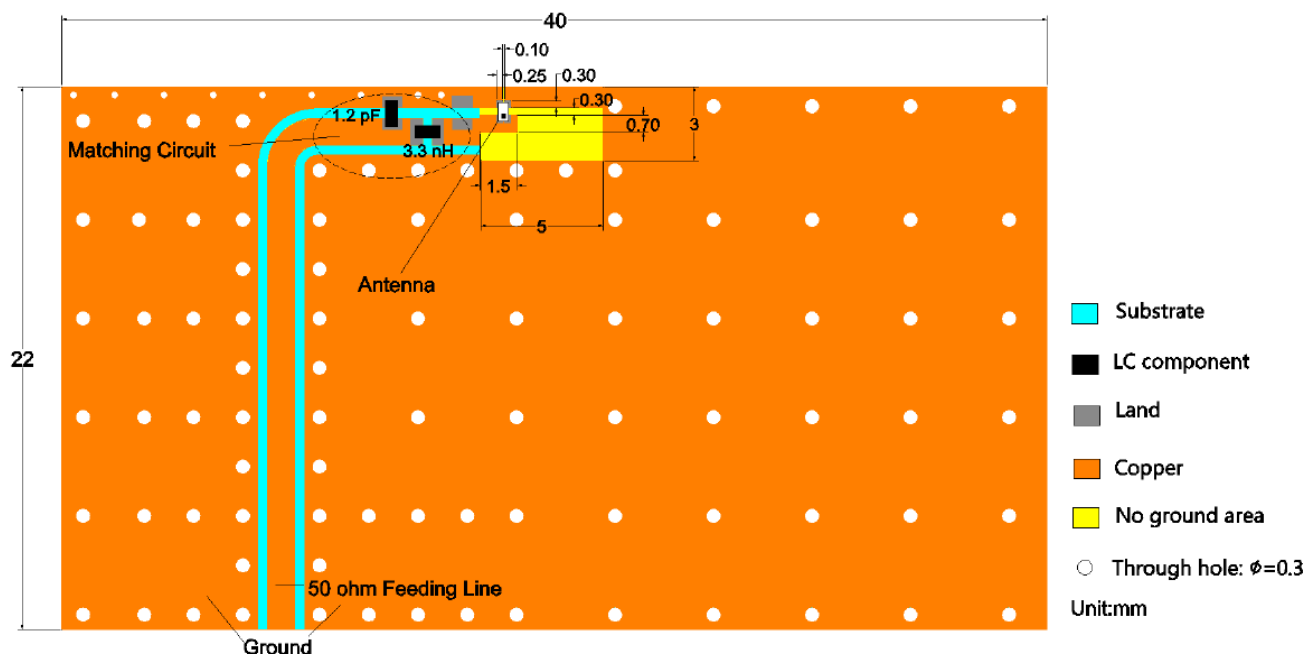 40
0.10
0.25
0.30
0.30
0.70
3
1.2 pF
Matching Circuit
3.3 nH
1.5
5
Antenna
22
Substrate
LC component
Land
Copper
No ground area
Through hole: ϕ=0.3
Unit:mm
50 ohm Feeding Line
Ground